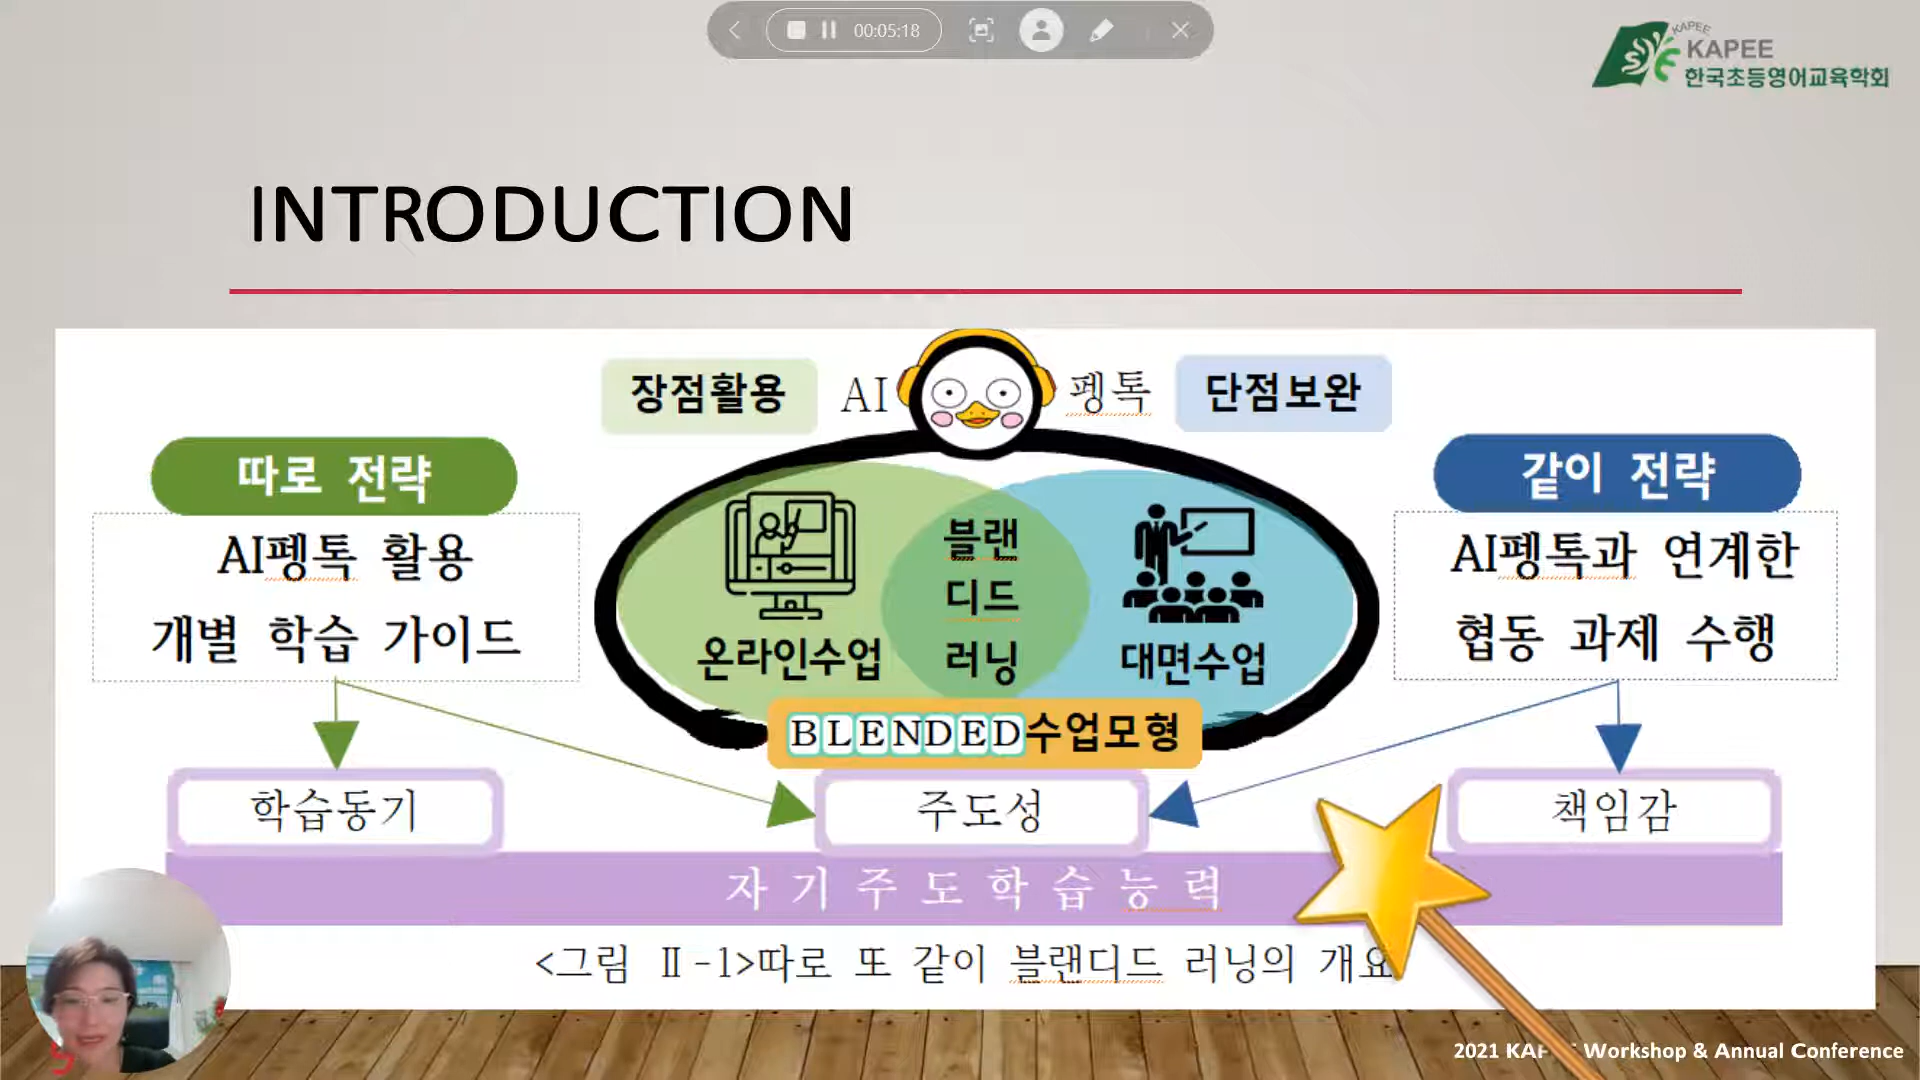 00:05:18
KAPEE
KAPEE
한국초등영어교육학회
INTRODUCTION
장점활용 AI 펭톡 단점보완
따로 전략
같이 전략
AI펭톡 활용
개별 학습 가이드
AI펭톡과 연계한
협동 과제 수행
온라인수업
블랜
디드
러닝
대면수업
BLENDED수업모형
학습동기
주도성
책임감
자기주도학습능력
<그림 Ⅱ-1>따로 또 같이 블랜디드 러닝의 개요
2021 Workshop & Annual Conference